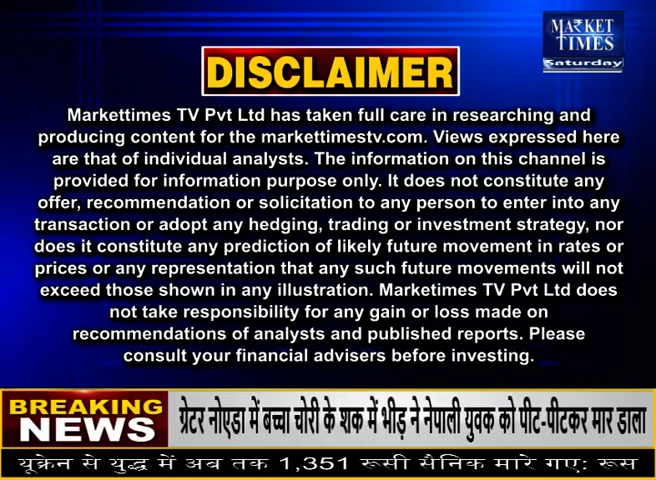 MARKET
TIMES
Saturday
DISCLAIMER
Markettimes TV Pvt Ltd has taken full care in researching and
producing content for the markettimestv.com. Views expressed here
are that of individual analysts. The information on this channel is
provided for information purpose only. It does not constitute any
offer, recommendation or solicitation to any person to enter into any
transaction or adopt any hedging, trading or investment strategy, nor
does it constitute any prediction of likely future movement in rates or
prices or any representation that any such future movements will not
exceed those shown in any illustration. Marketimes TV Pvt Ltd does
not take responsibility for any gain or loss made on
recommendations of analysts and published reports. Please
consult your financial advisers before investing.
BREAKING
NEWS
ग्रेटर नोएडा में बच्चा चोरी के शक में भीड़ ने नेपाली युवक को पीट-पीटकर मार डाला
यूक्रेन से युद्ध में अब तक 1,351 रूसी सैनिक मारे गए: रूस